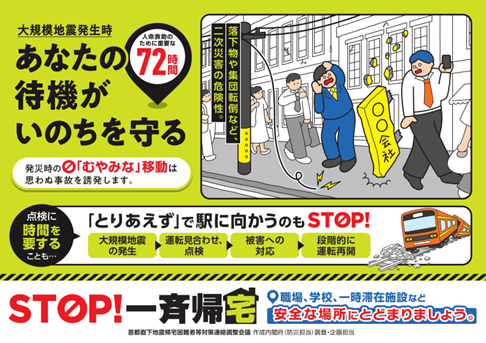 大規模地震発生時
あなたの
待機が
いのちを守る
人命救助の
ために重要な
72時間
発災時の「むやみな」移動は
思わぬ事故を誘発します。
落下物や集団転倒など、
二次災害の危険性。
〇〇会社
点検に
時間を
要する
ことも…
「とりあえず」で駅に向かうのもSTOP!
大規模地震
の発生
運転見合わせ、
点検
被害への
対応
段階的に
運転再開
STOP!一斉帰宅
職場、学校、一時滞在施設など
安全な場所にとどまりましょう。
首都直下地震帰宅困難者等対策連絡調整会議 作成内閣府(防災担当)調査・企画担当